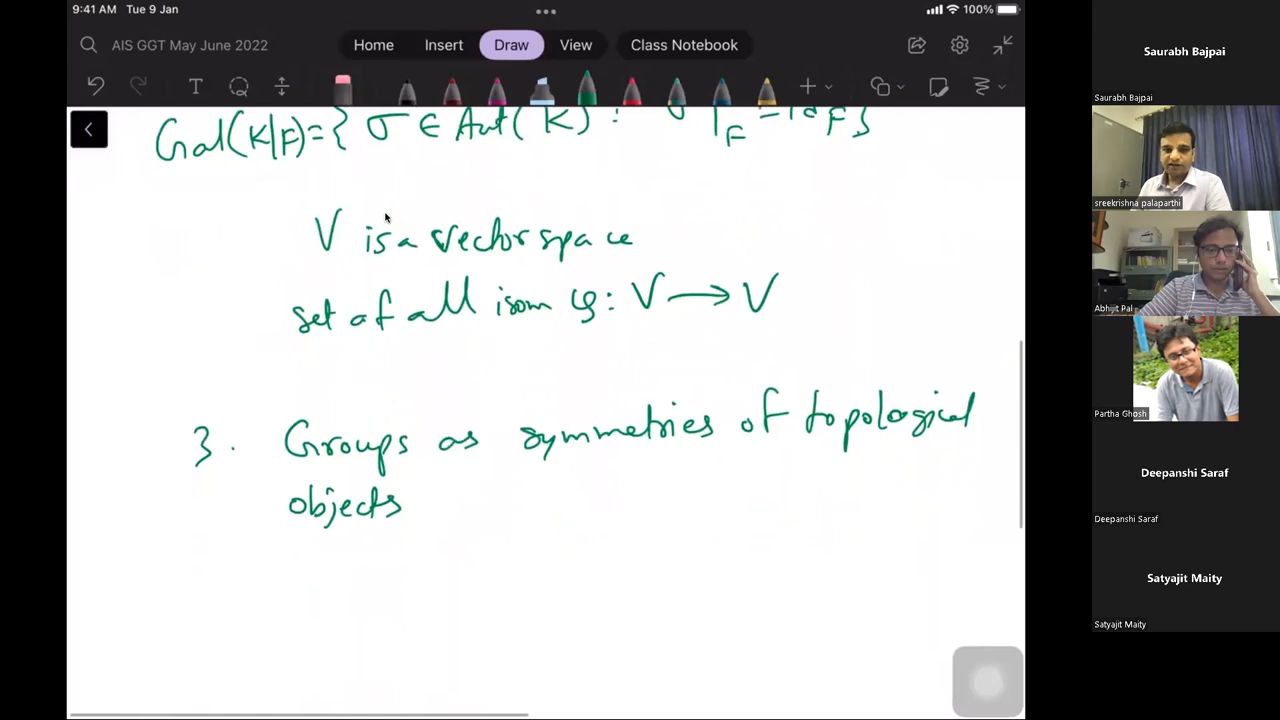 9:41 AM Tue 9 Jan
100%
AIS GGT May June 2022
Home Insert Draw View Class Notebook
Gal(K|F)={ σ ∈ Aut(K) : σ|_F = id_F }
V is a vector space
set of all isom φ: V → V
3. Groups as symmetries of topological
objects
Saurabh Bajpai
Saurabh Bajpai
sreekrishna palaparthi
Abhijit Pal
Partha Ghosh
Deepanshi Saraf
Deepanshi Saraf
Satyajit Maity
Satyajit Maity